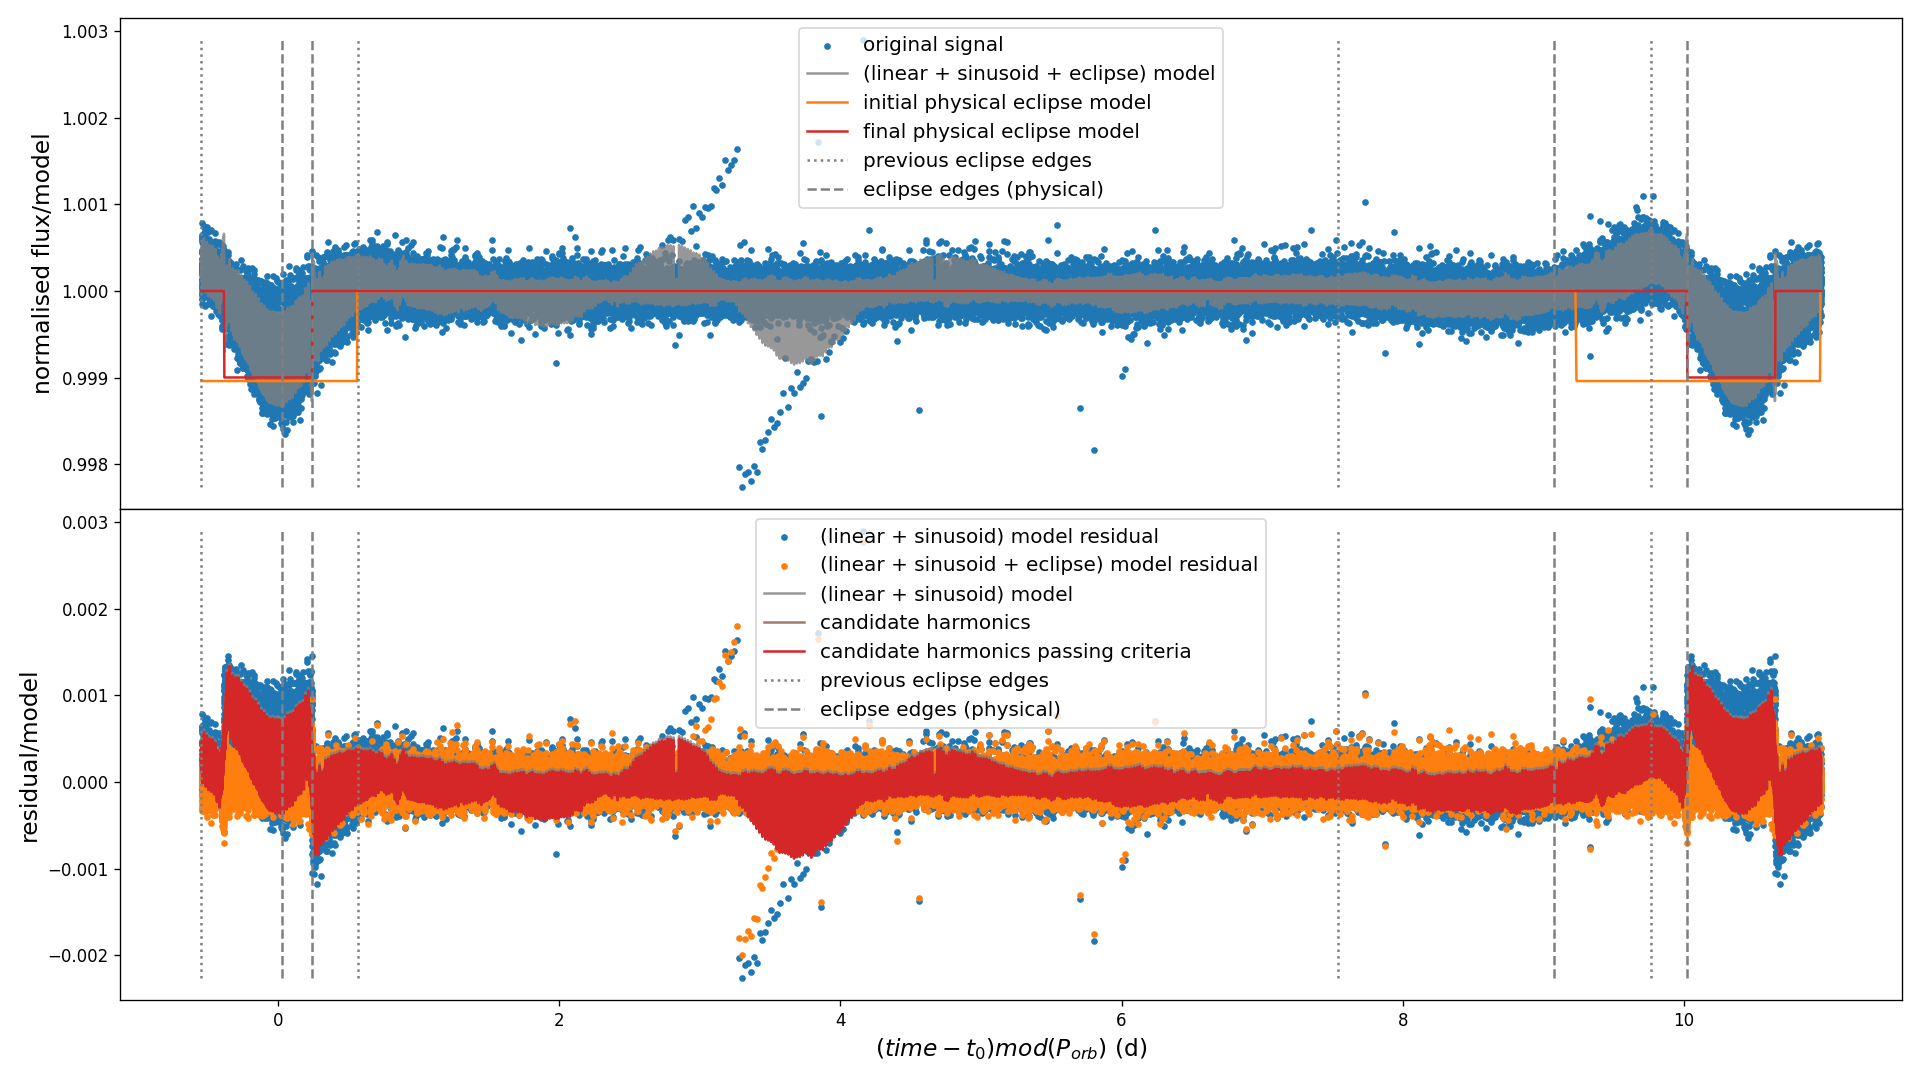 1.003
1.002
1.001
1.000
0.999
0.998
normalised flux/model
original signal
(linear + sinusoid + eclipse) model
initial physical eclipse model
final physical eclipse model
previous eclipse edges
eclipse edges (physical)
0.003
0.002
0.001
0.000
−0.001
−0.002
residual/model
(linear + sinusoid) model residual
(linear + sinusoid + eclipse) model residual
(linear + sinusoid) model
candidate harmonics
candidate harmonics passing criteria
previous eclipse edges
eclipse edges (physical)
0 2 4 6 8 10
(time − t₀)mod(P_orb) (d)